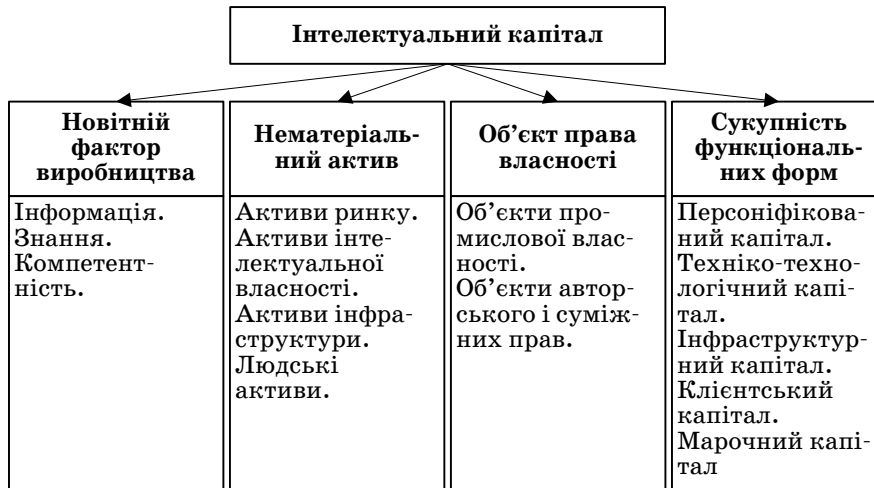 Інтелектуальний капітал
Новітній
фактор
виробництва
Нематеріаль-
ний актив
Об’єкт права
власності
Сукупність
функціональ-
них форм
Інформація.
Знання.
Компетент-
ність.
Активи ринку.
Активи інте-
лектуальної
власності.
Активи інфра-
структури.
Людські
активи.
Об’єкти про-
мислової влас-
ності.
Об’єкти автор-
ського і суміж-
них прав.
Персоніфікова-
ний капітал.
Техніко-техно-
логічний капі-
тал.
Інфраструктур-
ний капітал.
Клієнтський
капітал.
Марочний капі-
тал